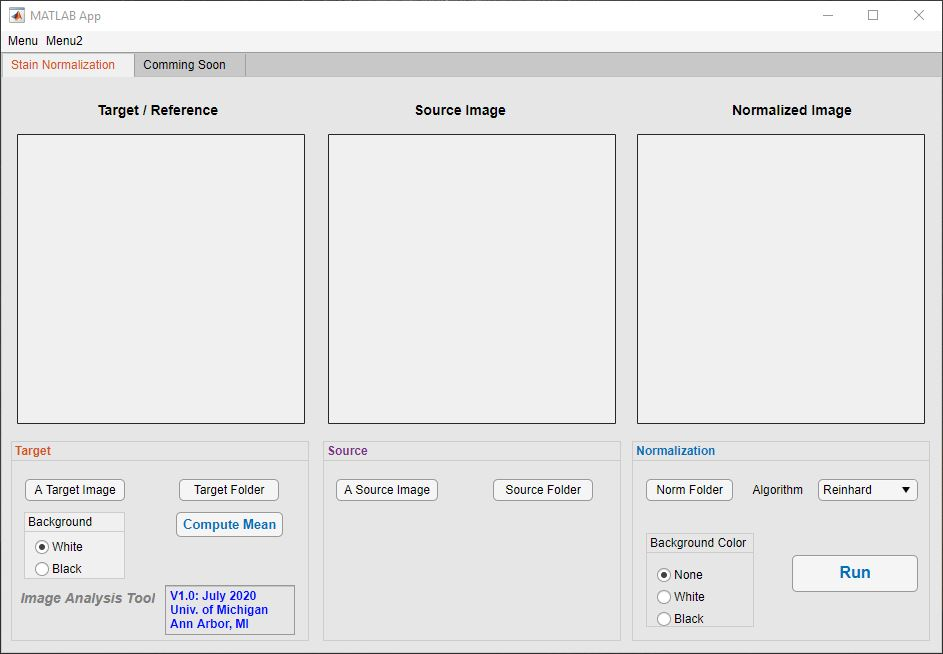 MATLAB App
Menu Menu2
Stain Normalization Comming Soon
Target / Reference Source Image Normalized Image
Target Source Normalization
A Target Image Target Folder A Source Image Source Folder Norm Folder Algorithm Reinhard
Background
Compute Mean
White
Black
Background Color
None
White
Black
Run
Image Analysis Tool
V1.0: July 2020
Univ. of Michigan
Ann Arbor, MI